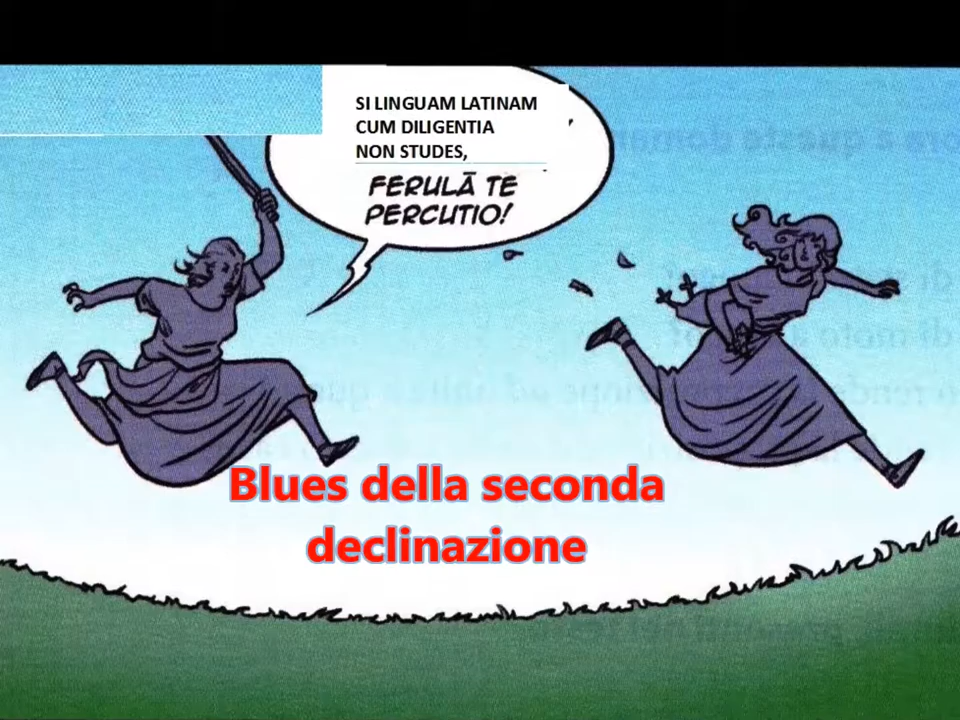 SI LINGUAM LATINAM
CUM DILIGENTIA
NON STUDES,
FERULĀ TE
PERCUTIO!
Blues della seconda
declinazione